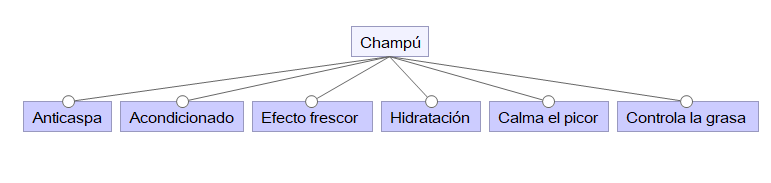 Champú
Anticaspa
Acondicionado
Efecto frescor
Hidratación
Calma el picor
Controla la grasa